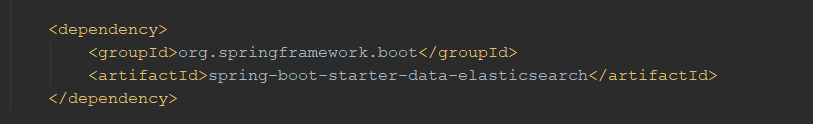 <dependency>
<groupId>org.springframework.boot</groupId>
<artifactId>spring-boot-starter-data-elasticsearch</artifactId>
</dependency>